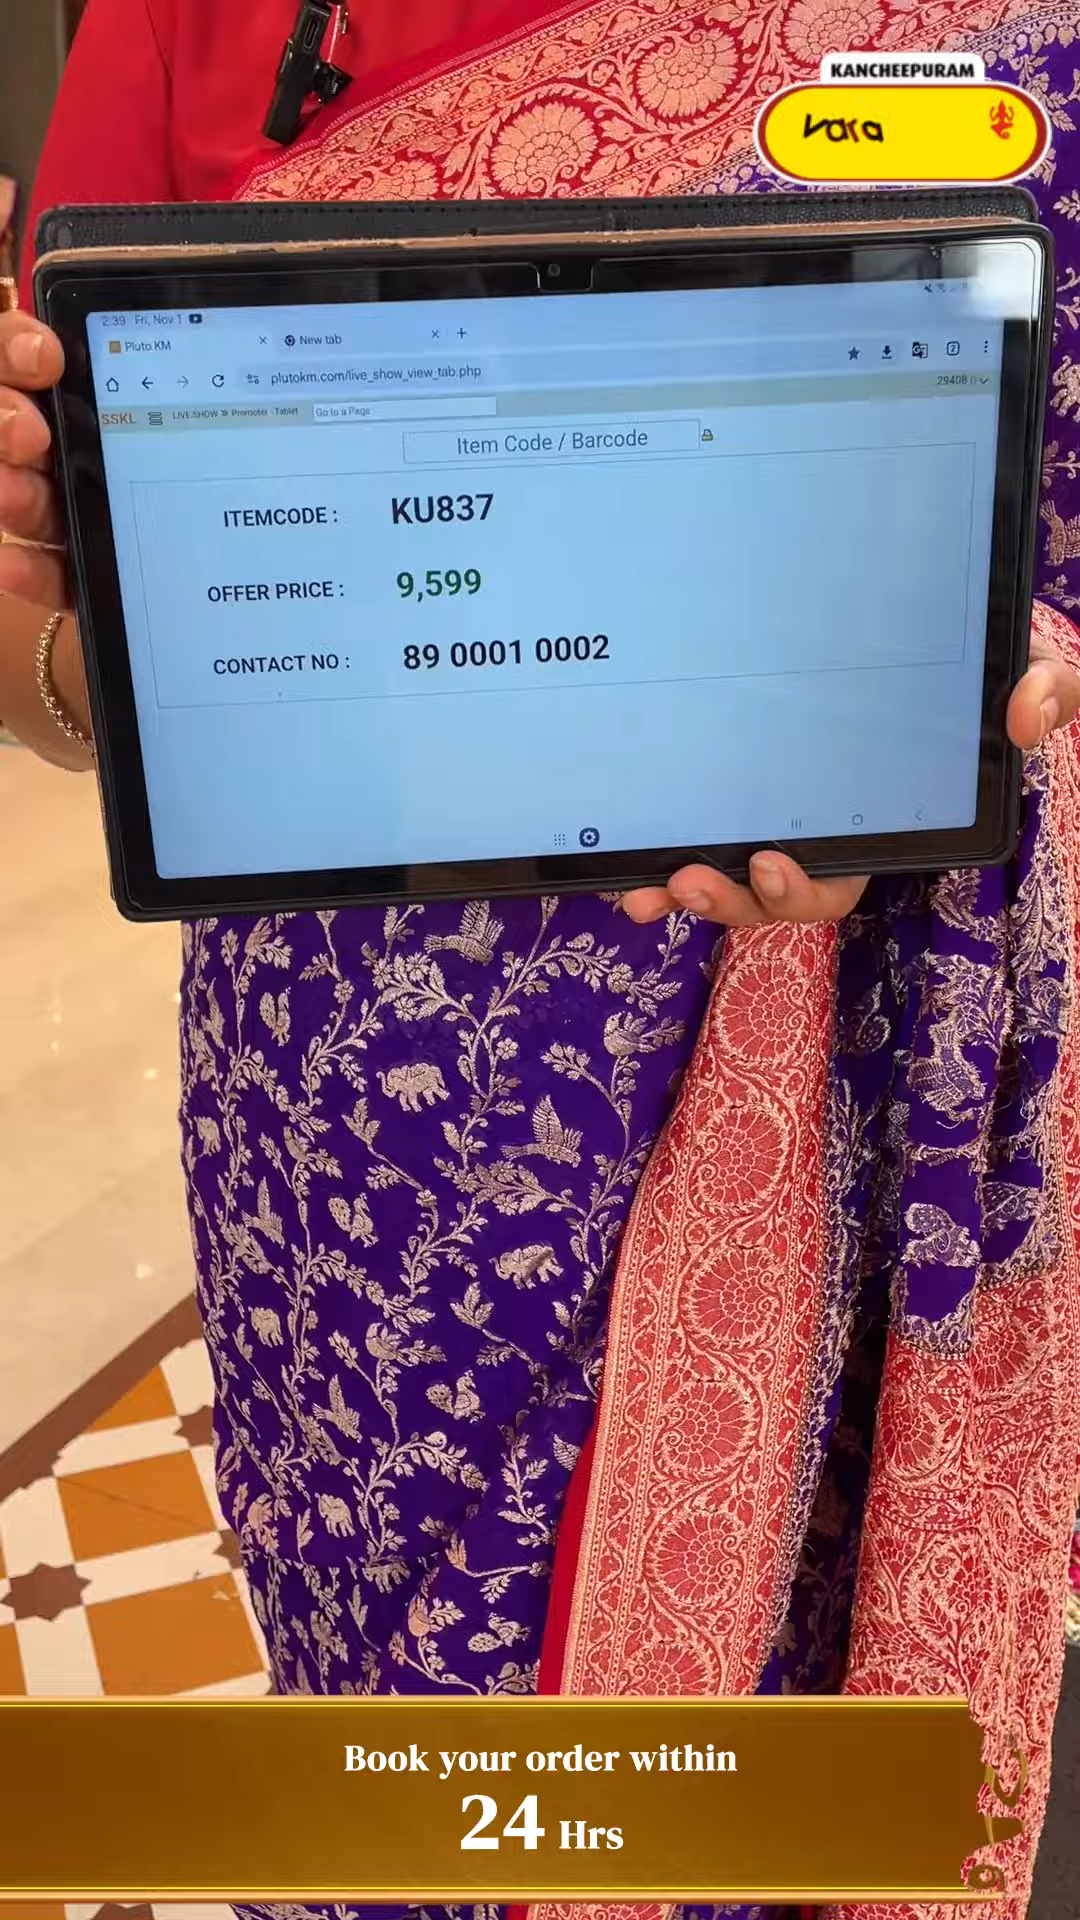 KANCHEEPURAM
vara
2:39 Fri, Nov 1
Pluto KM
New tab
plutokm.com/live_show_view_tab.php
29408
SSKL
LIVE SHOW » Promoter - Tablet
Go to a Page
Item Code / Barcode
ITEMCODE : KU837
OFFER PRICE : 9,599
CONTACT NO : 89 0001 0002
Book your order within
24 Hrs